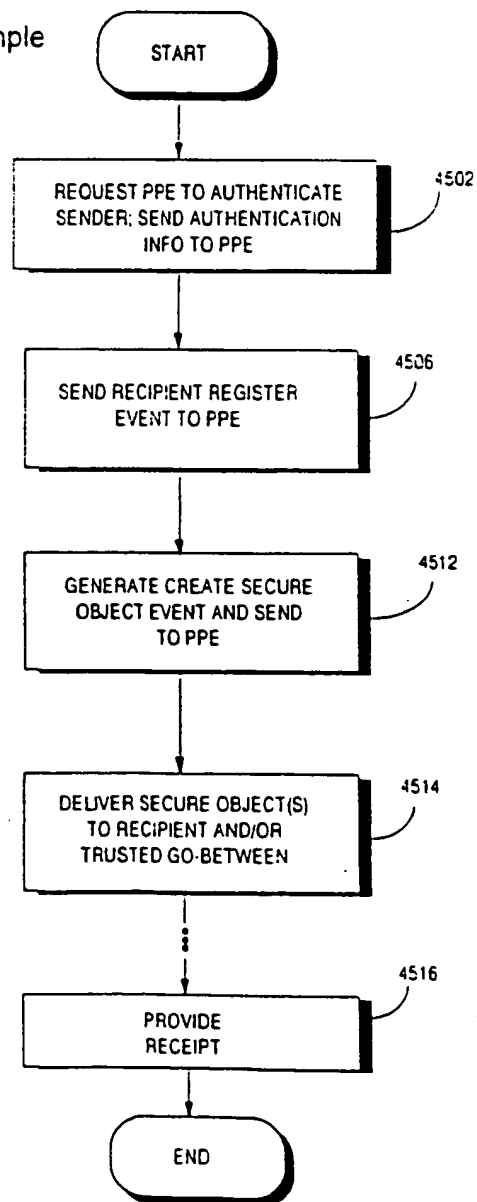 START
REQUEST PPE TO AUTHENTICATE
SENDER; SEND AUTHENTICATION
INFO TO PPE
4502
SEND RECIPIENT REGISTER
EVENT TO PPE
4506
GENERATE CREATE SECURE
OBJECT EVENT AND SEND
TO PPE
4512
DELIVER SECURE OBJECT(S)
TO RECIPIENT AND/OR
TRUSTED GO-BETWEEN
4514
PROVIDE
RECEIPT
4516
END